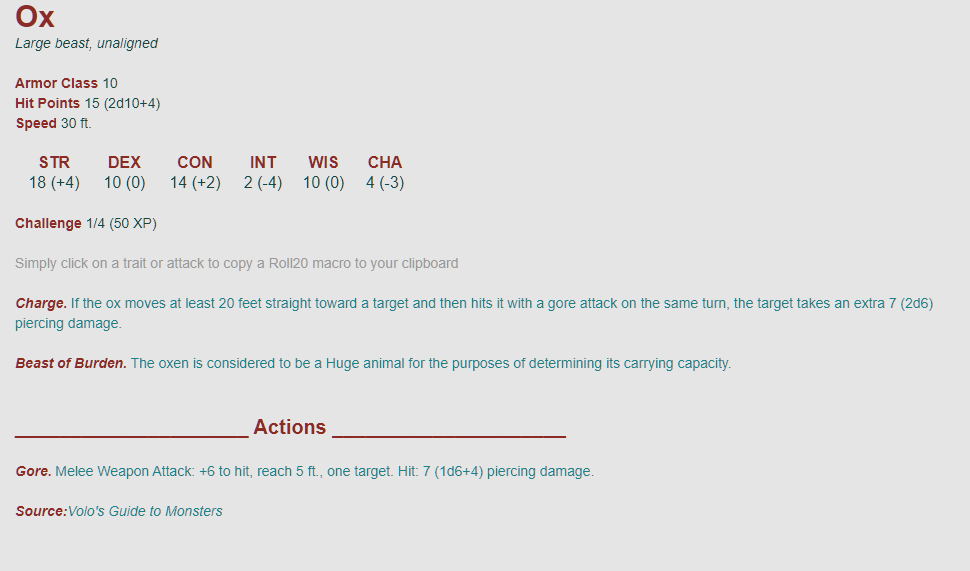 Ox
Large beast, unaligned
Armor Class 10
Hit Points 15 (2d10+4)
Speed 30 ft.
STR DEX CON INT WIS CHA
18 (+4) 10 (0) 14 (+2) 2 (-4) 10 (0) 4 (-3)
Challenge 1/4 (50 XP)
Simply click on a trait or attack to copy a Roll20 macro to your clipboard
Charge. If the ox moves at least 20 feet straight toward a target and then hits it with a gore attack on the same turn, the target takes an extra 7 (2d6)
piercing damage.
Beast of Burden. The oxen is considered to be a Huge animal for the purposes of determining its carrying capacity.
_____________________ Actions _____________________
Gore. Melee Weapon Attack: +6 to hit, reach 5 ft., one target. Hit: 7 (1d6+4) piercing damage.
Source:Volo's Guide to Monsters